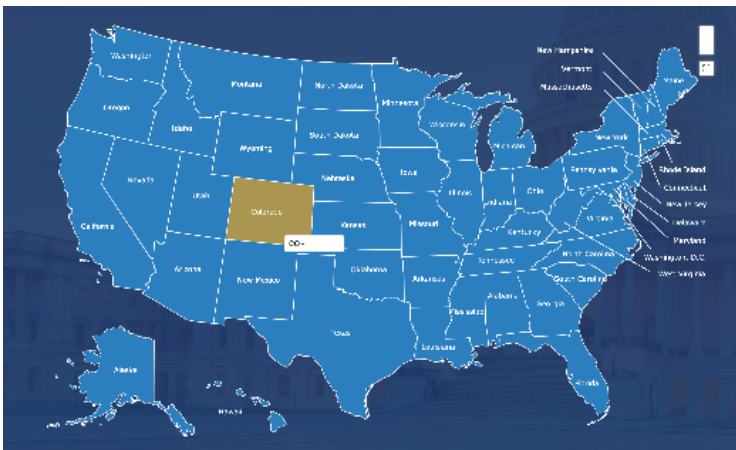 Washington
Oregon
California
Nevada
Idaho
Montana
Wyoming
Utah
Arizona
Colorado
CO -
New Mexico
North Dakota
South Dakota
Nebraska
Kansas
Oklahoma
Texas
Minnesota
Iowa
Missouri
Arkansas
Louisiana
Wisconsin
Illinois
Michigan
Indiana
Ohio
Kentucky
Tennessee
Mississippi
Alabama
Georgia
Florida
South Carolina
North Carolina
Virginia
Pennsylvania
New York
Maine
New Hampshire
Vermont
Massachusetts
Rhode Island
Connecticut
New Jersey
Delaware
Maryland
Washington, D.C.
West Virginia
Alaska
Hawaii